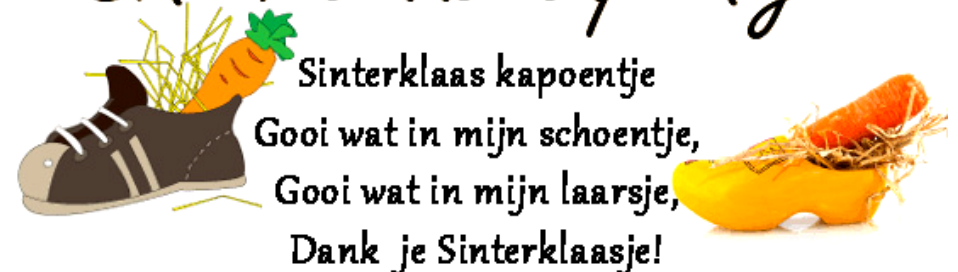 Sinterklaas kapoentje
Gooi wat in mijn schoentje,
Gooi wat in mijn laarsje,
Dank je Sinterklaasje!